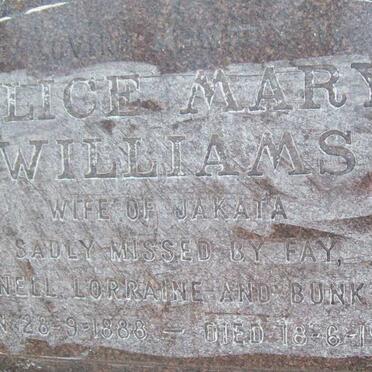 LICE MARY
WILLIAMS
WIFE OF JAKATA
SADLY MISSED BY FAY,
NELL LORRAINE AND BUNK
28-9-1888 — DIED 18-6-1